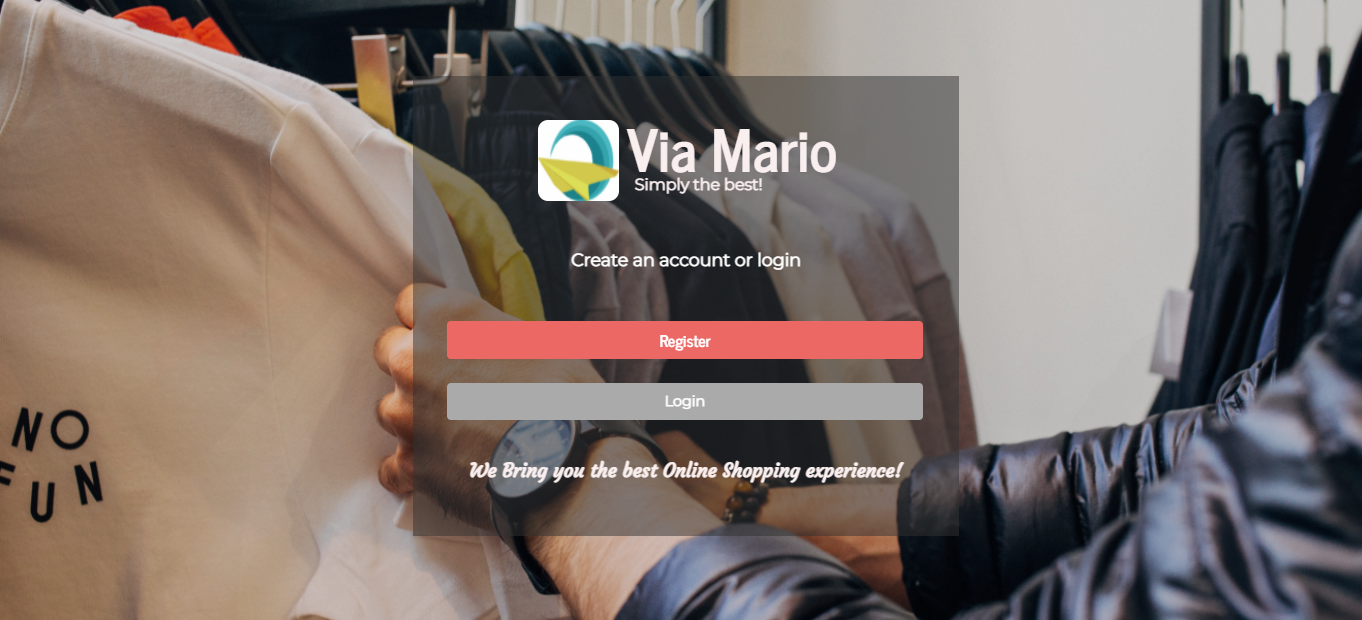 Via Mario
Simply the best!
Create an account or login
Register
Login
NO
FUN
We Bring you the best Online Shopping experience!